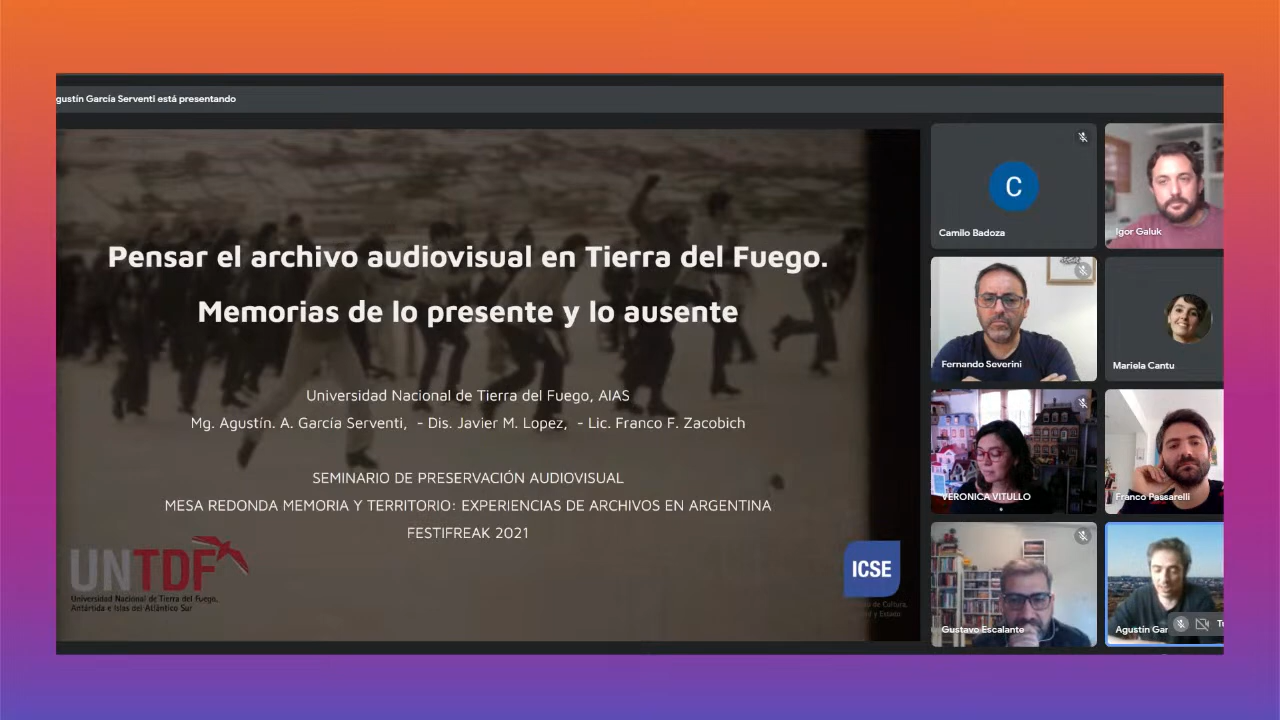 gustín García Serventi está presentando
Pensar el archivo audiovisual en Tierra del Fuego.
Memorias de lo presente y lo ausente
Universidad Nacional de Tierra del Fuego, AIAS
Mg. Agustín. A. García Serventi, - Dis. Javier M. Lopez, - Lic. Franco F. Zacobich
SEMINARIO DE PRESERVACIÓN AUDIOVISUAL
MESA REDONDA MEMORIA Y TERRITORIO: EXPERIENCIAS DE ARCHIVOS EN ARGENTINA
FESTIFREAK 2021
UNTDF
Universidad Nacional de Tierra del Fuego,
Antártida e Islas del Atlántico Sur
ICSE
de Cultura,
y Estado
C
Camilo Badoza
Igor Galuk
Fernando Severini
Mariela Cantu
VERONICA VITULLO
Franco Passarelli
Gustavo Escalante
Agustín Gar